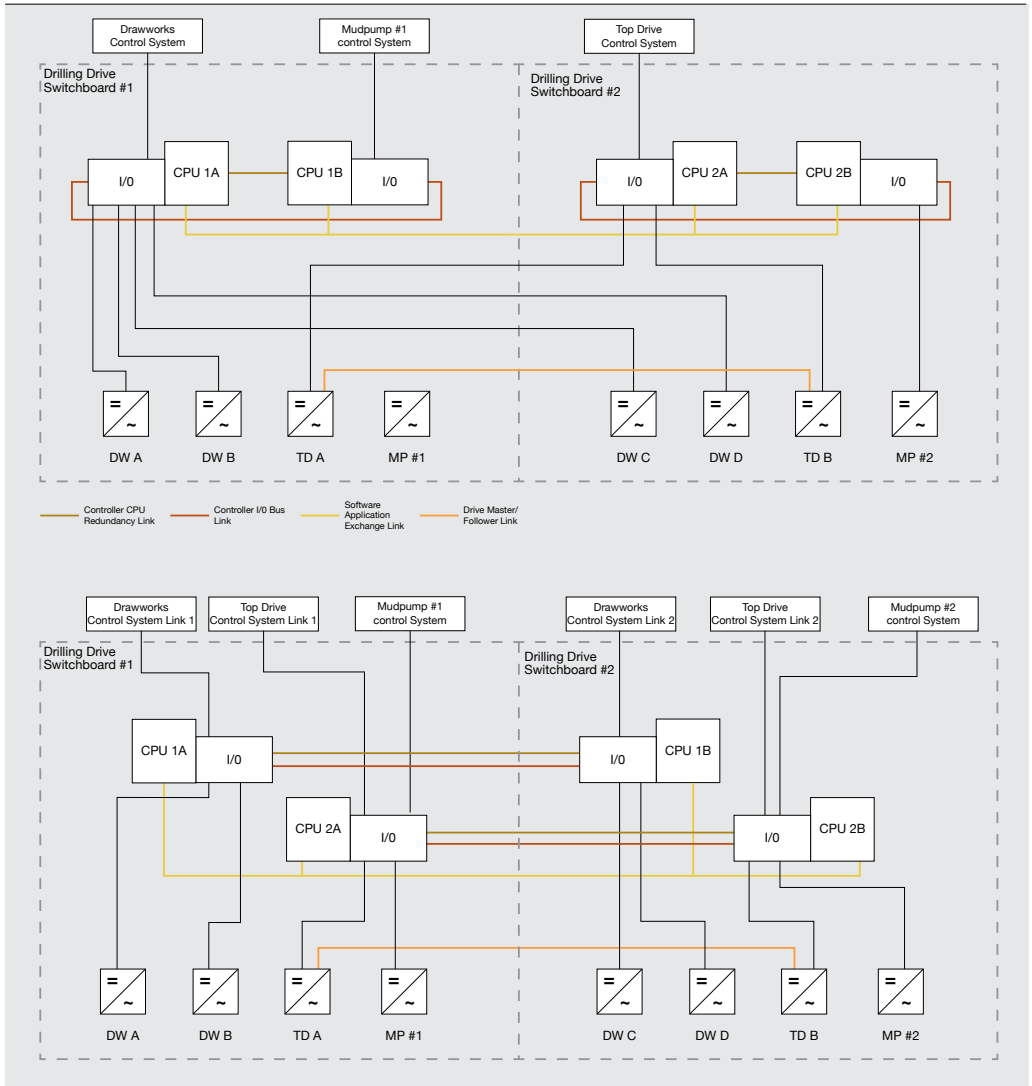 Drawworks
Control System
Mudpump #1
control System
Top Drive
Control System
Drilling Drive
Switchboard #1
Drilling Drive
Switchboard #2
I/0
CPU 1A
CPU 1B
I/0
I/0
CPU 2A
CPU 2B
I/0
=
~
=
~
=
~
=
~
=
~
=
~
=
~
=
~
DW A
DW B
TD A
MP #1
DW C
DW D
TD B
MP #2
Controller CPU
Redundancy Link
Controller I/0 Bus
Link
Software
Application
Exchange Link
Drive Master/
Follower Link
Drawworks
Control System Link 1
Top Drive
Control System Link 1
Mudpump #1
control System
Drawworks
Control System Link 2
Top Drive
Control System Link 2
Mudpump #2
control System
Drilling Drive
Switchboard #1
Drilling Drive
Switchboard #2
CPU 1A
I/0
I/0
CPU 1B
CPU 2A
I/0
I/0
CPU 2B
=
~
=
~
=
~
=
~
=
~
=
~
=
~
=
~
DW A
DW B
TD A
MP #1
DW C
DW D
TD B
MP #2